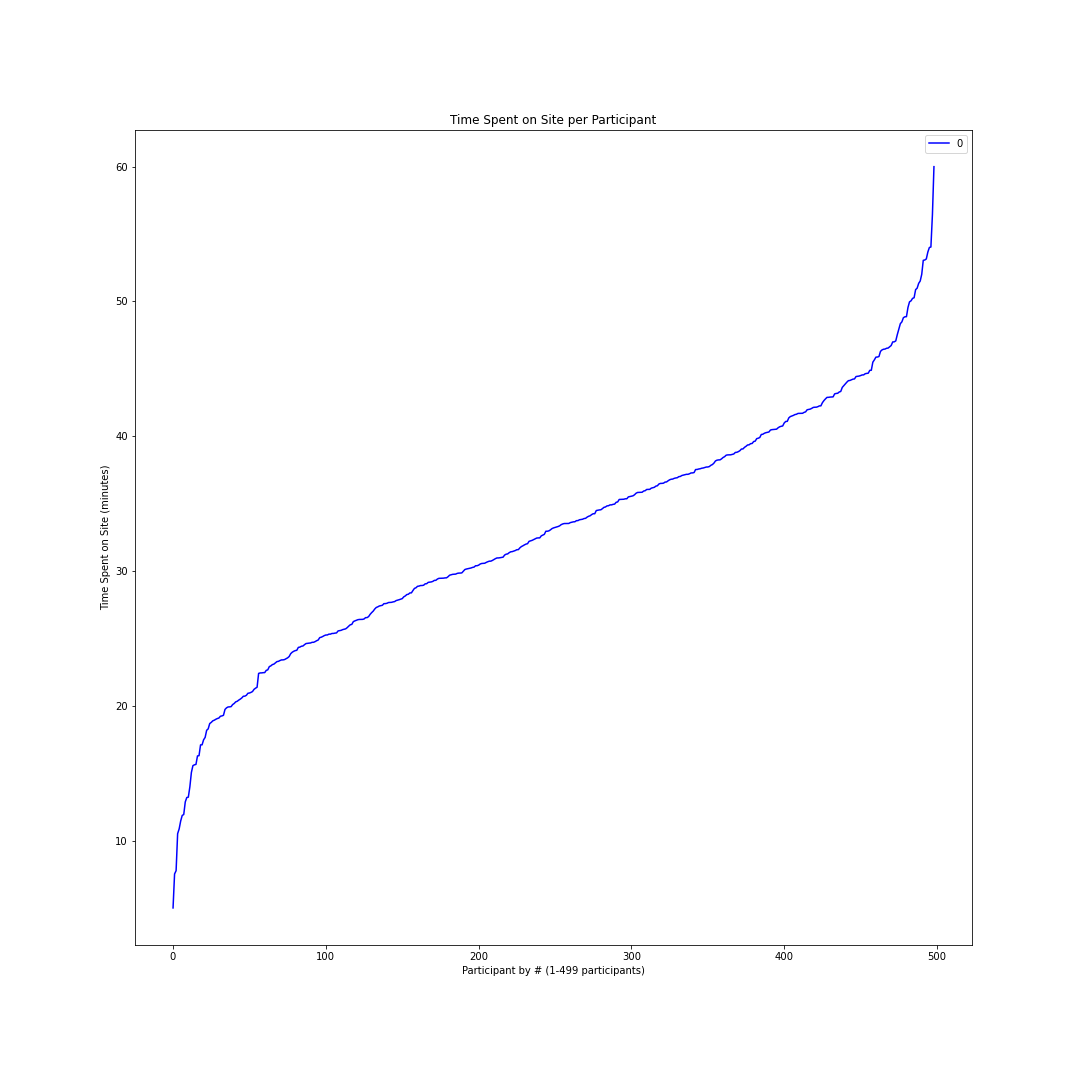 Time Spent on Site per Participant
0
60
50
40
30
20
10
Time Spent on Site (minutes)
0 100 200 300 400 500
Participant by # (1-499 participants)